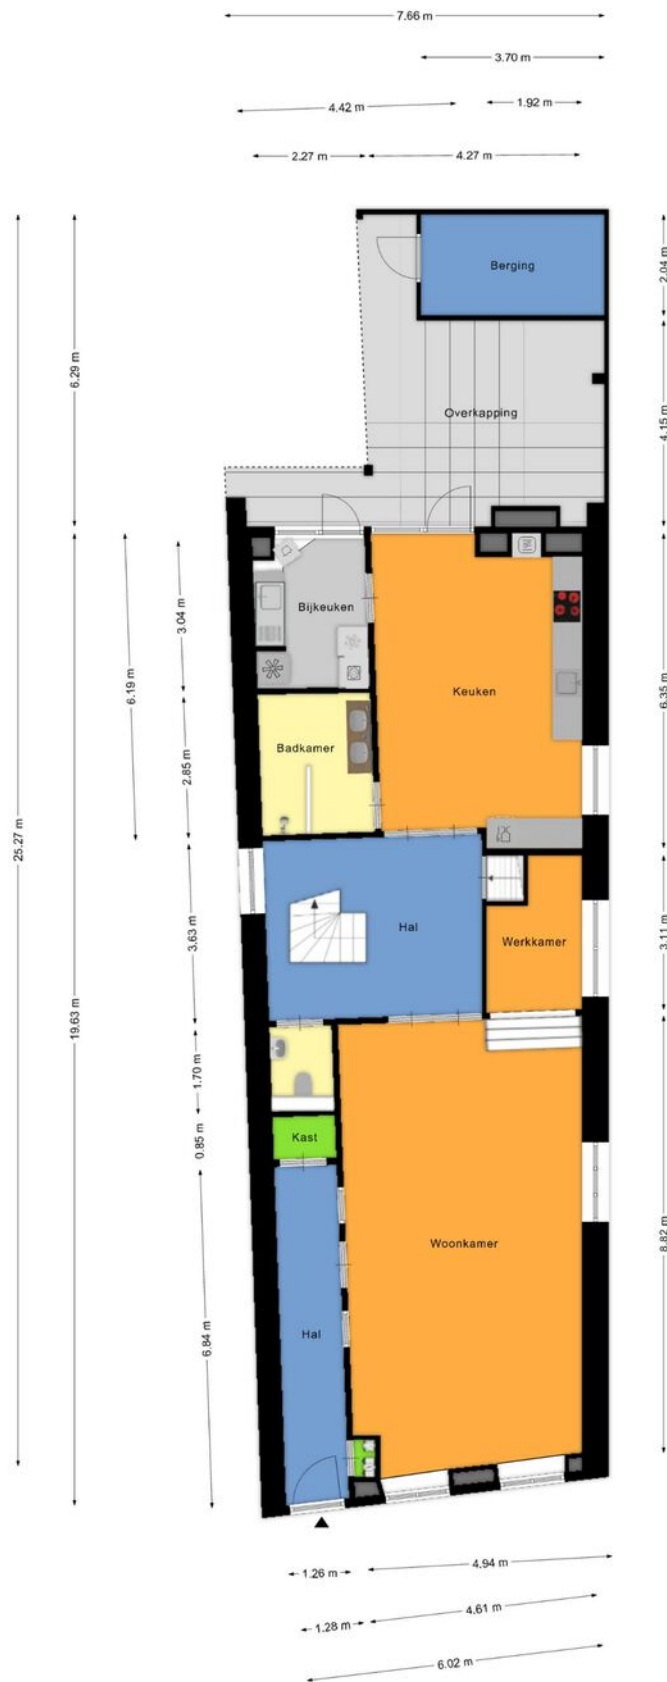 7.66 m
3.70 m
4.42 m
1.92 m
2.27 m
4.27 m
Berging
2.04 m
6.29 m
Overkapping
4.15 m
Bijkeuken
3.04 m
6.19 m
Keuken
6.35 m
Badkamer
2.85 m
25.27 m
3.63 m
Hal
Werkkamer
3.11 m
19.63 m
1.70 m
Kast
0.85 m
Woonkamer
8.82 m
Hal
6.84 m
4.94 m
1.26 m
4.61 m
1.28 m
6.02 m